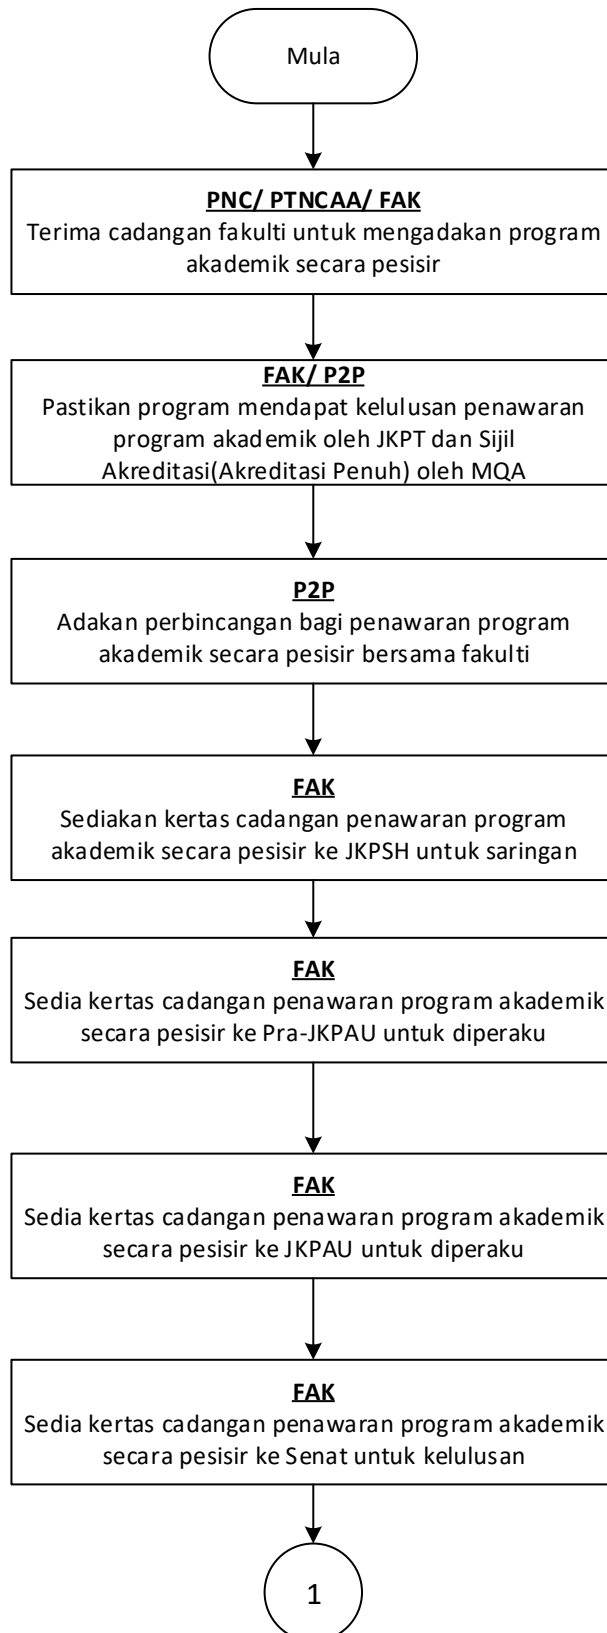 Mula
PNC/ PTNCAA/ FAK
Terima cadangan fakulti untuk mengadakan program
akademik secara pesisir
FAK/ P2P
Pastikan program mendapat kelulusan penawaran
program akademik oleh JKPT dan Sijil
Akreditasi(Akreditasi Penuh) oleh MQA
P2P
Adakan perbincangan bagi penawaran program
akademik secara pesisir bersama fakulti
FAK
Sediakan kertas cadangan penawaran program
akademik secara pesisir ke JKPSH untuk saringan
FAK
Sedia kertas cadangan penawaran program akademik
secara pesisir ke Pra-JKPAU untuk diperaku
FAK
Sedia kertas cadangan penawaran program akademik
secara pesisir ke JKPAU untuk diperaku
FAK
Sedia kertas cadangan penawaran program akademik
secara pesisir ke Senat untuk kelulusan
1